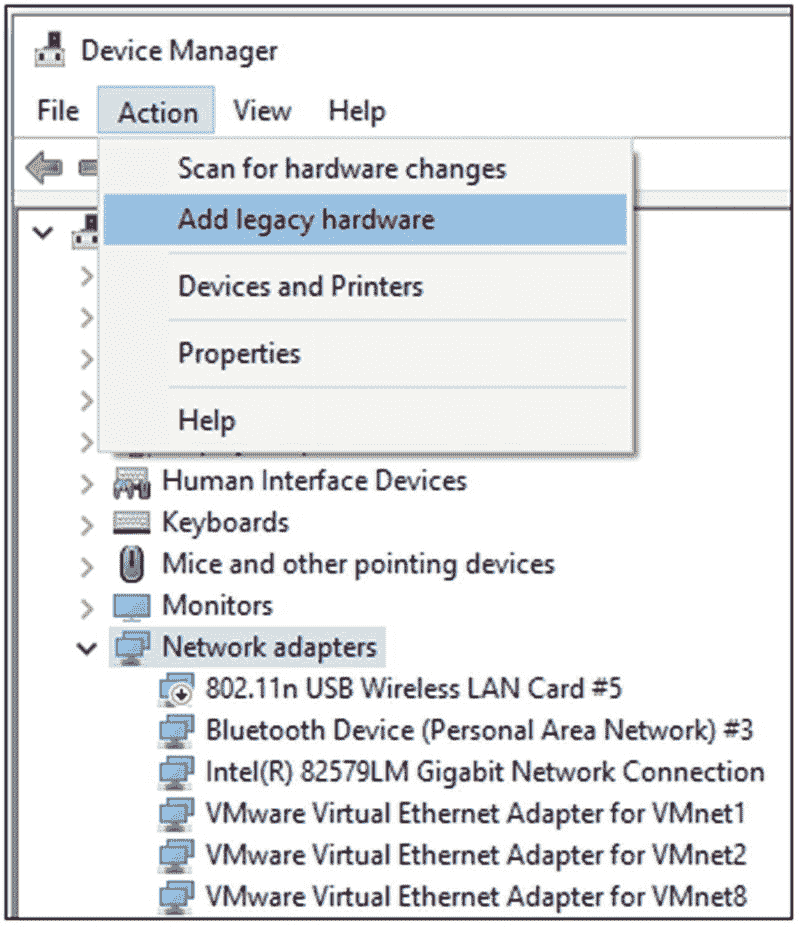 Device Manager
File Action View Help
Scan for hardware changes
Add legacy hardware
Devices and Printers
Properties
Help
Human Interface Devices
Keyboards
Mice and other pointing devices
Monitors
Network adapters
802.11n USB Wireless LAN Card #5
Bluetooth Device (Personal Area Network) #3
Intel(R) 82579LM Gigabit Network Connection
VMware Virtual Ethernet Adapter for VMnet1
VMware Virtual Ethernet Adapter for VMnet2
VMware Virtual Ethernet Adapter for VMnet8